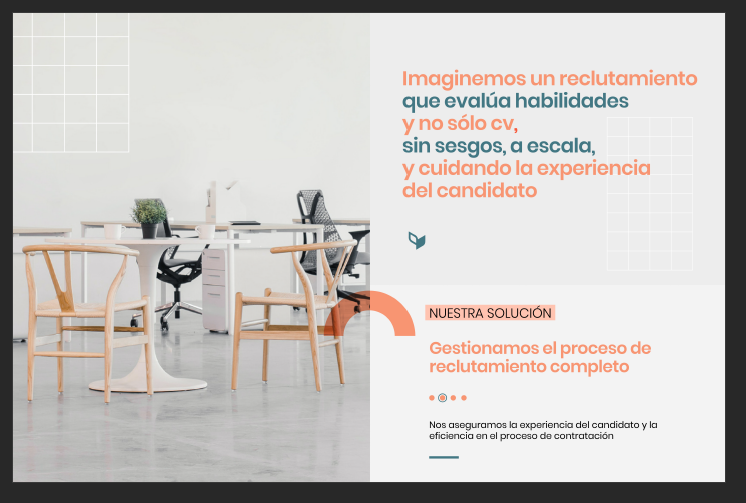 Imaginemos un reclutamiento
que evalúa habilidades
y no sólo cv,
sin sesgos, a escala,
y cuidando la experiencia
del candidato
NUESTRA SOLUCIÓN
Gestionamos el proceso de
reclutamiento completo
Nos aseguramos la experiencia del candidato y la
eficiencia en el proceso de contratación